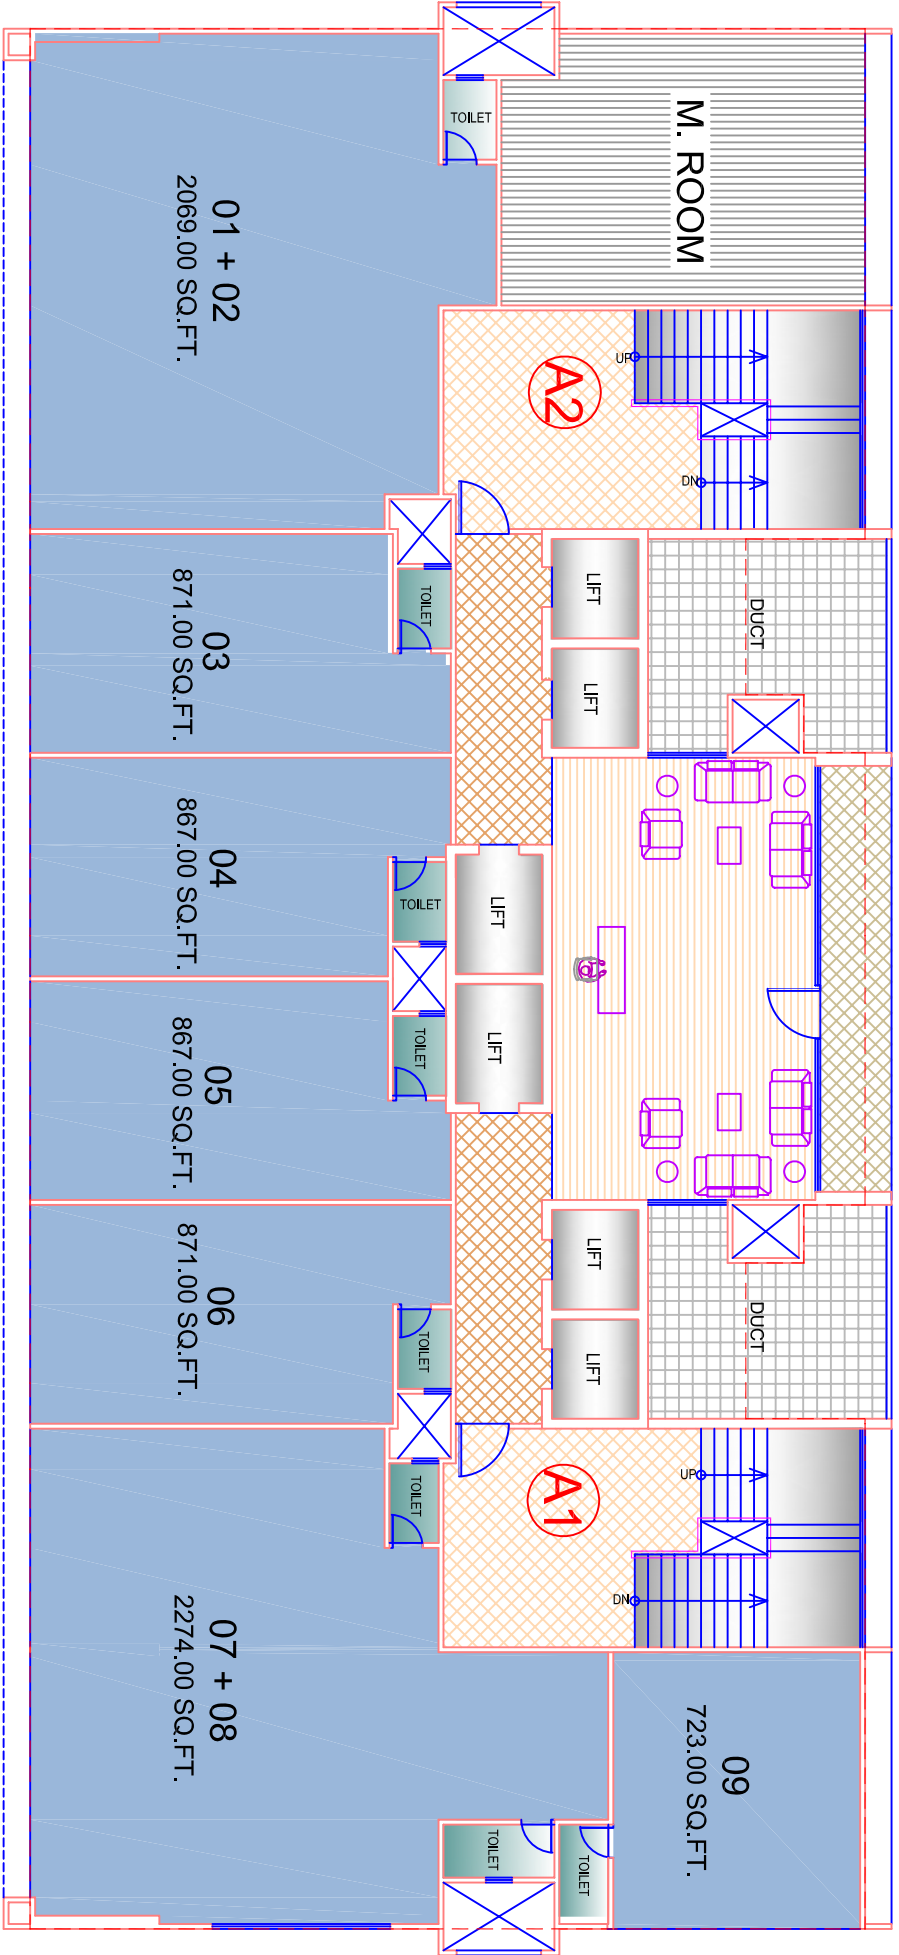 M. ROOM
TOILET
01 + 02
2069.00 SQ.FT.
A2
UP
DN
03
871.00 SQ.FT.
TOILET
LIFT
LIFT
DUCT
04
867.00 SQ.FT.
TOILET
LIFT
05
867.00 SQ.FT.
TOILET
LIFT
06
871.00 SQ.FT.
TOILET
LIFT
LIFT
DUCT
A1
UP
DN
TOILET
07 + 08
2274.00 SQ.FT.
TOILET
09
723.00 SQ.FT.
TOILET